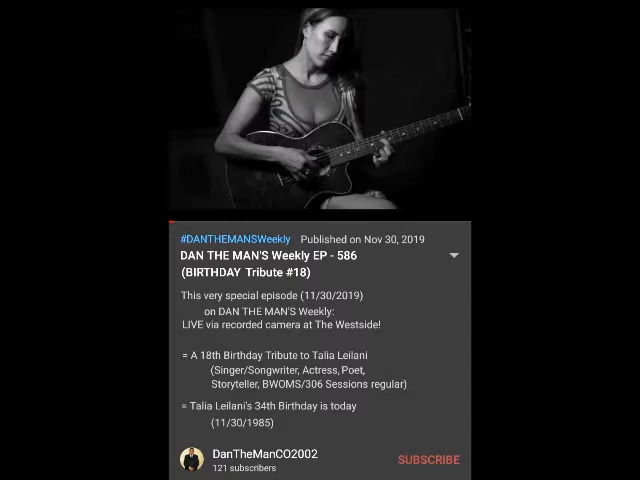 #DANTHEMANSWeekly Published on Nov 30, 2019
DAN THE MAN'S Weekly EP - 586
(BIRTHDAY Tribute #18)
This very special episode (11/30/2019)
on DAN THE MAN'S Weekly:
LIVE via recorded camera at The Westside!
= A 18th Birthday Tribute to Talia Leilani
(Singer/Songwriter, Actress, Poet,
Storyteller, BWOMS/306 Sessions regular)
= Talia Leilani's 34th Birthday is today
(11/30/1985)
DanTheManCO2002
121 subscribers
SUBSCRIBE